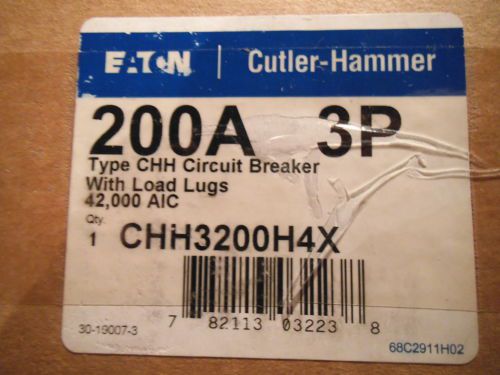 EATON | Cutler-Hammer
200A 3P
Type CHH Circuit Breaker
With Load Lugs
42,000 AIC
Qty.
1 CHH3200H4X
7 82113 03223 8
30-19007-3
68C2911H02